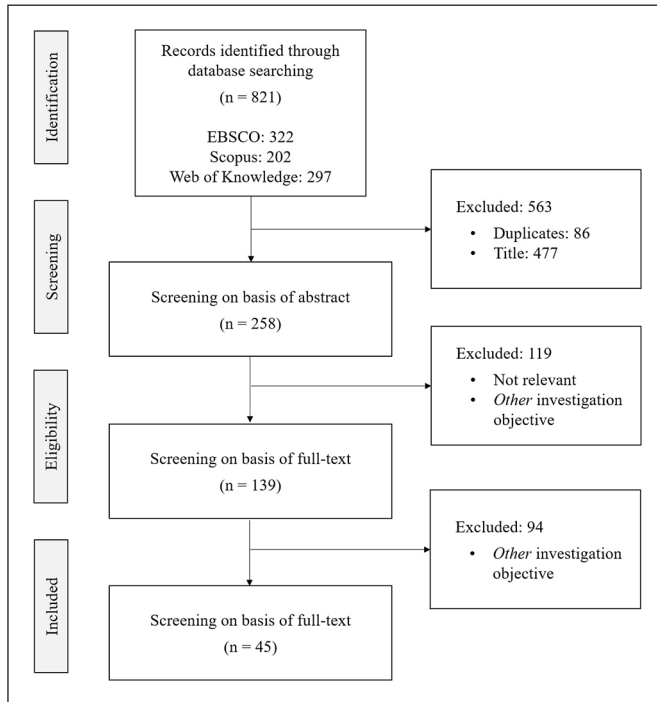 Identification
Records identified through
database searching
(n = 821)
EBSCO: 322
Scopus: 202
Web of Knowledge: 297
Excluded: 563
• Duplicates: 86
• Title: 477
Screening
Screening on basis of abstract
(n = 258)
Excluded: 119
• Not relevant
• Other investigation
objective
Eligibility
Screening on basis of full-text
(n = 139)
Excluded: 94
• Other investigation
objective
Included
Screening on basis of full-text
(n = 45)